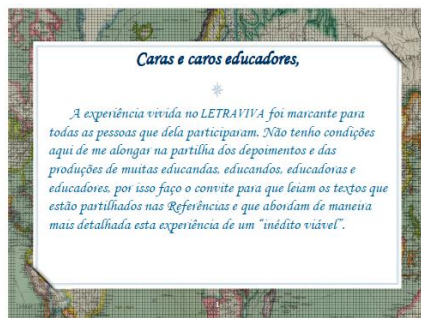 Caras e caros educadores,
A experiência vivida no LETRAVIVA foi marcante para
todas as pessoas que dela participaram. Não tenho condições
aqui de me alongar na partilha dos depoimentos e das
produções de muitas educandas, educandos, educadoras e
educadores, por isso faço o convite para que leiam os textos que
estão partilhados nas Referências e que abordam de maneira
mais detalhada esta experiência de um “inédito viável”.